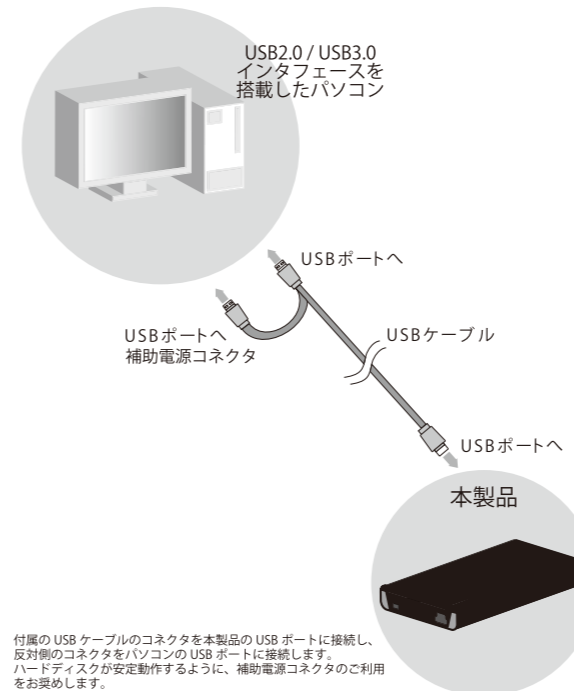 USB2.0 / USB3.0
インタフェースを
搭載したパソコン
USBポートへ
USBポートへ
補助電源コネクタ
USBケーブル
USBポートへ
本製品
付属の USB ケーブルのコネクタを本製品の USB ポートに接続し、
反対側のコネクタをパソコンの USB ポートに接続します。
ハードディスクが安定動作するように、補助電源コネクタのご利用
をお奨めします。